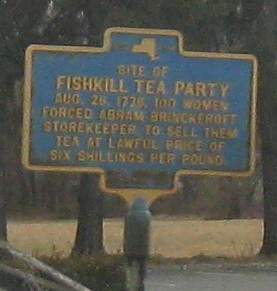 SITE OF
FISHKILL TEA PARTY
AUG. 26, 1776, 100 WOMEN
FORCED ABRAM BRINCKEROFF,
STOREKEEPER, TO SELL THEM
TEA AT LAWFUL PRICE OF
SIX SHILLINGS PER POUND.